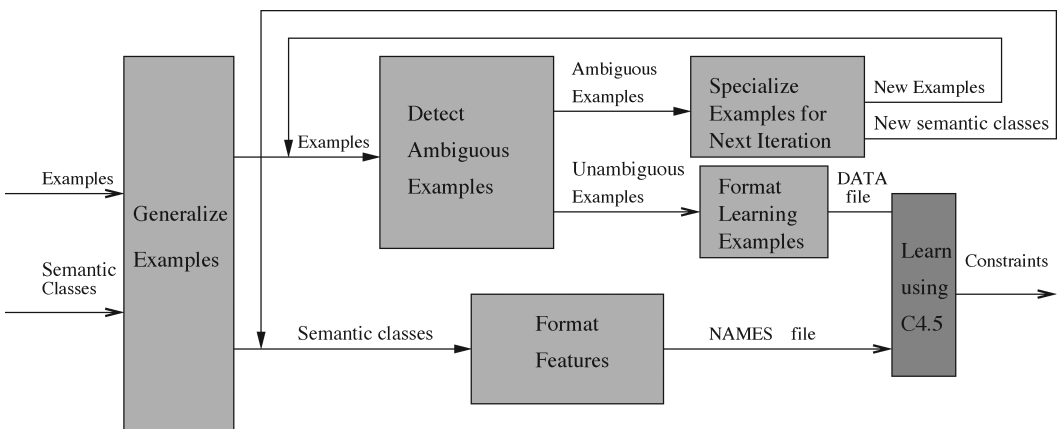 Examples
Semantic
Classes
Generalize
Examples
Examples
Detect
Ambiguous
Examples
Ambiguous
Examples
Unambiguous
Examples
Specialize
Examples for
Next Iteration
New Examples
New semantic classes
Format
Learning
Examples
DATA
file
Semantic classes
Format
Features
NAMES file
Learn
using
C4.5
Constraints